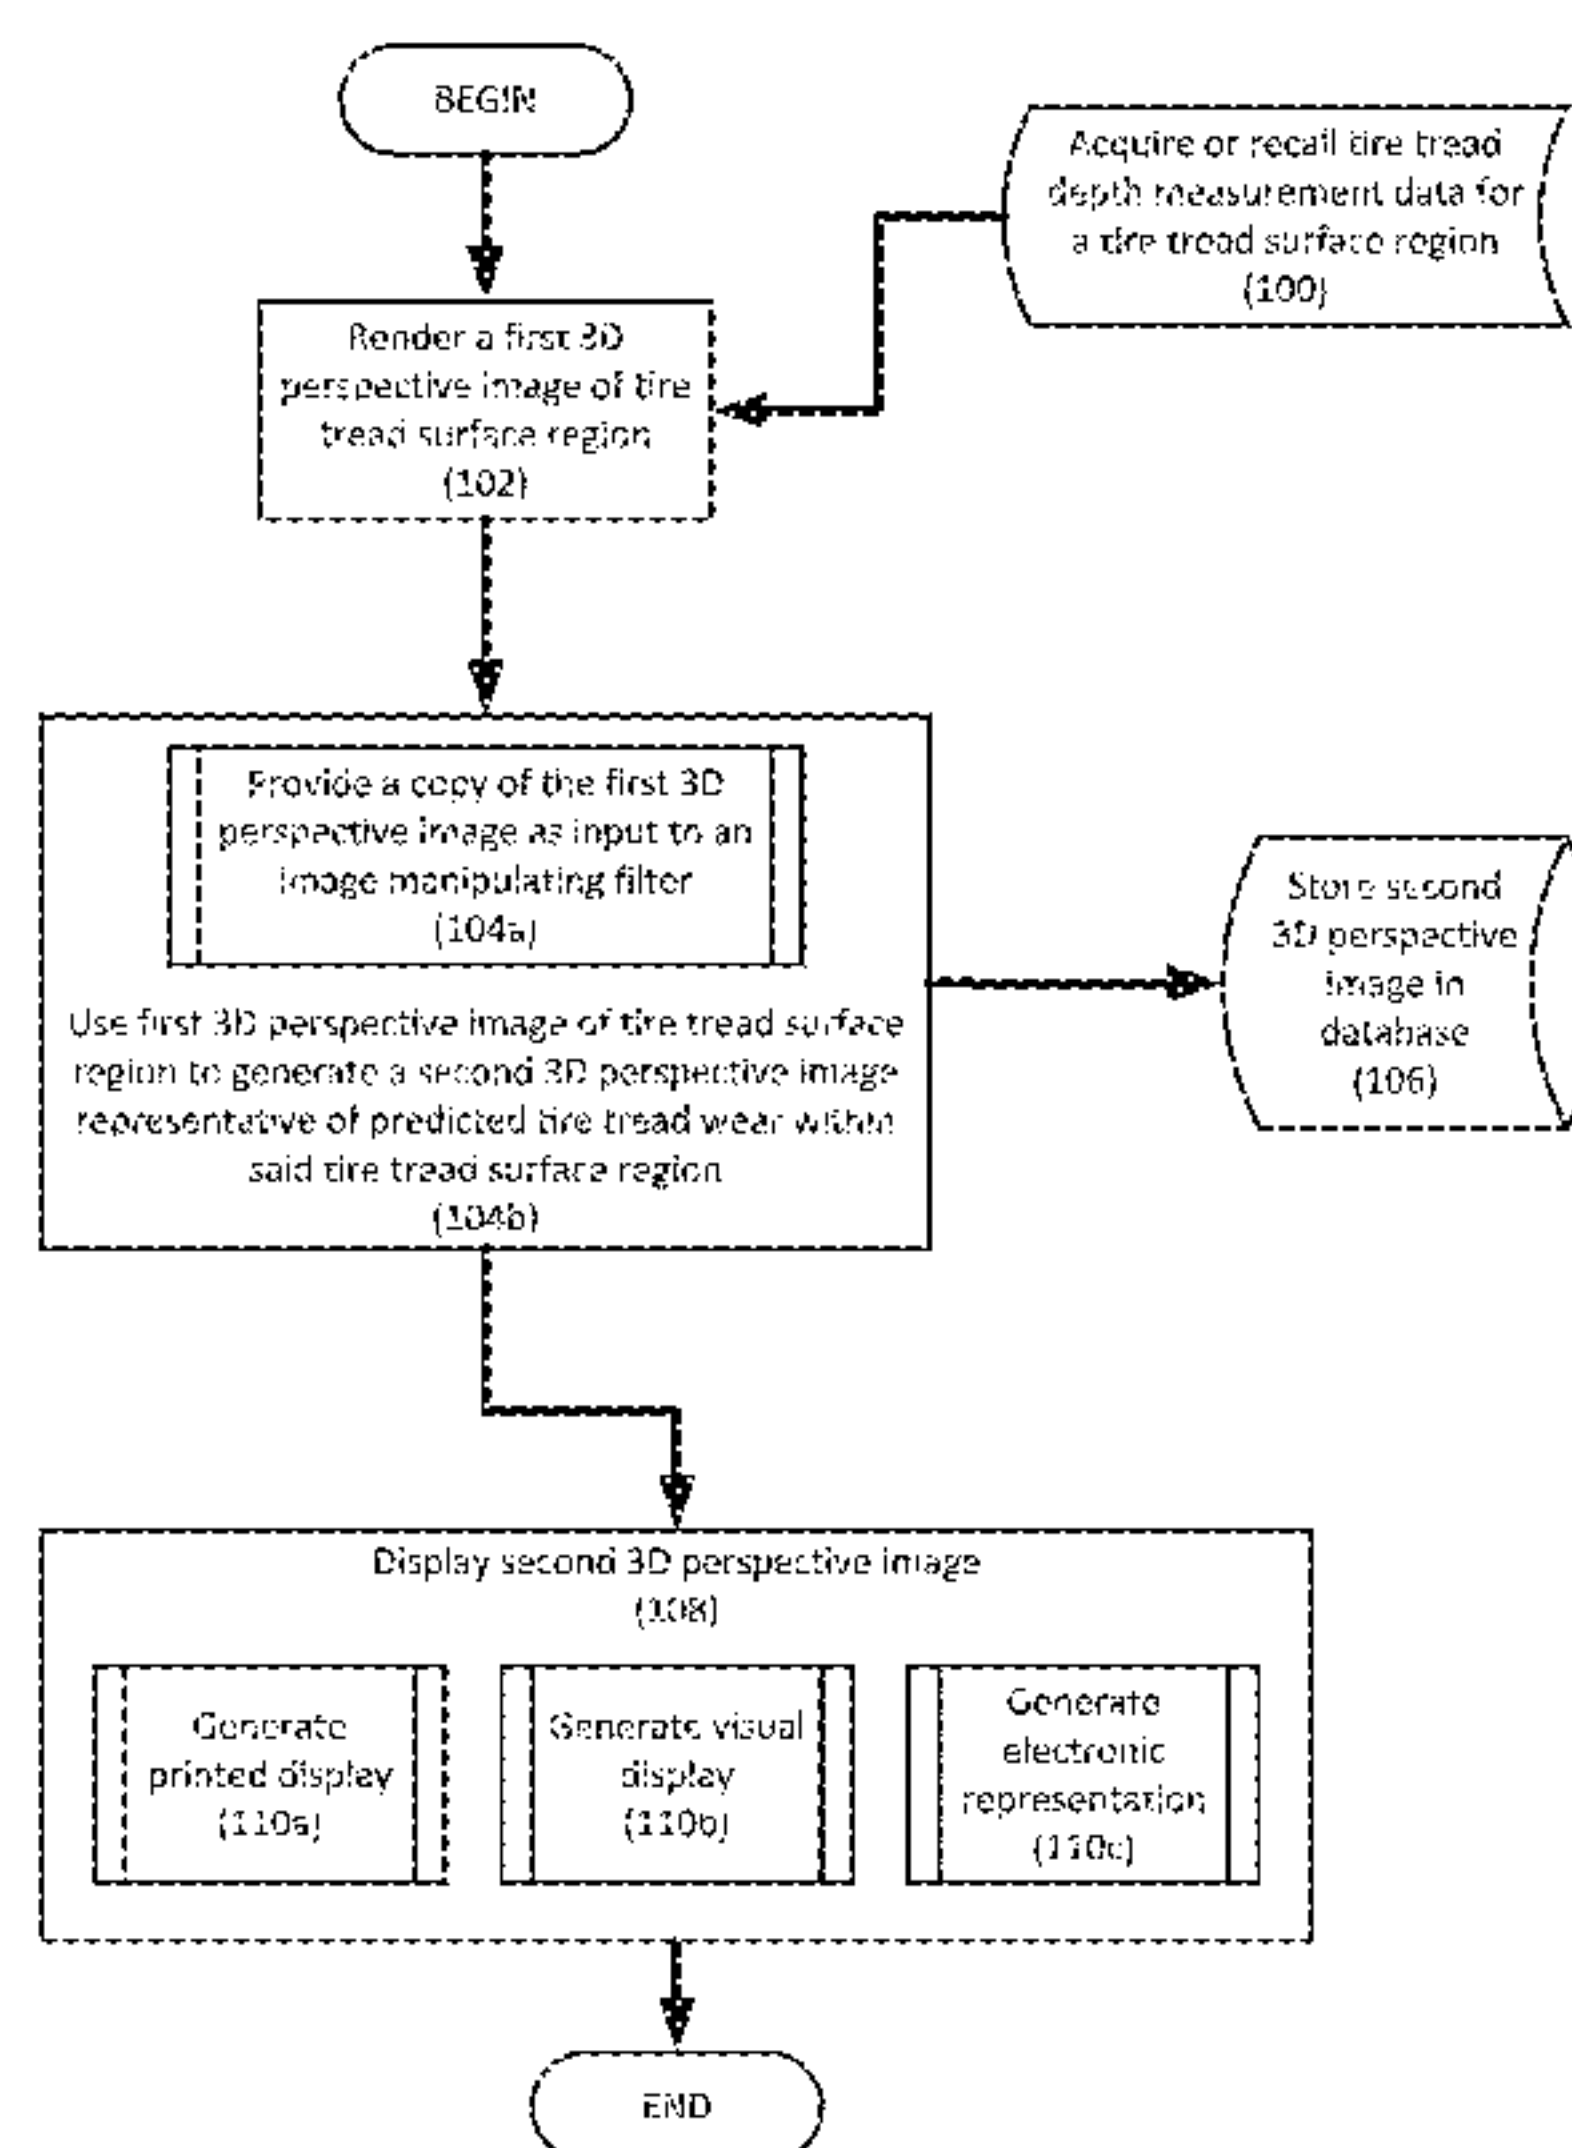 BEGIN
Acquire or recall tire tread
depth measurement data for
a tire tread surface region
(100)
Render a first 3D
perspective image of tire
tread surface region
(102)
Provide a copy of the first 3D
perspective image as input to an
image manipulating filter
(104a)
Use first 3D perspective image of tire tread surface
region to generate a second 3D perspective image
representative of predicted tire tread wear within
said tire tread surface region
(104b)
Store second
3D perspective
image in
database
(106)
Display second 3D perspective image
(108)
Generate
printed display
(110a)
Generate visual
display
(110b)
Generate
electronic
representation
(110c)
END